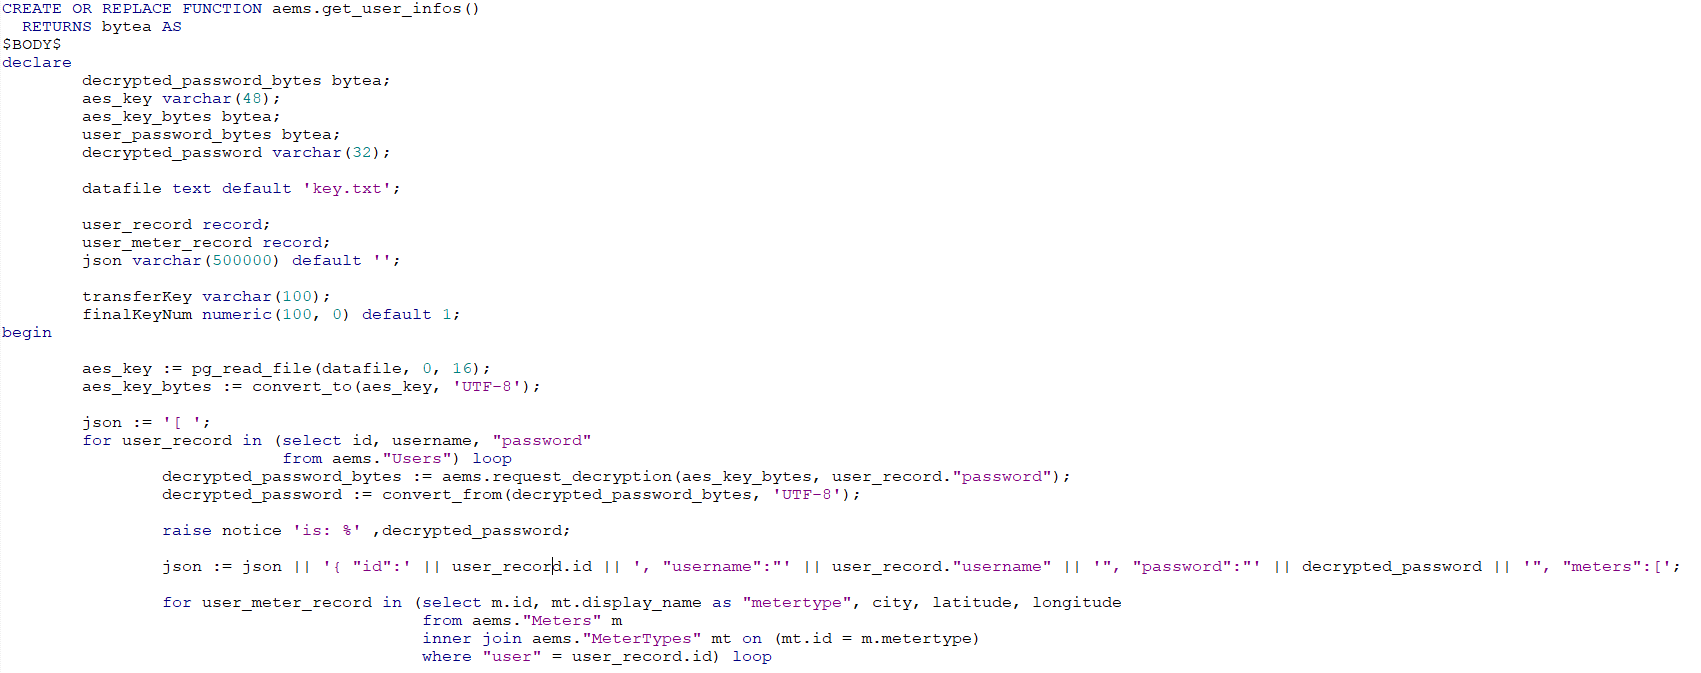 CREATE OR REPLACE FUNCTION aems.get_user_infos()
  RETURNS bytea AS
$BODY$
declare
        decrypted_password_bytes bytea;
        aes_key varchar(48);
        aes_key_bytes bytea;
        user_password_bytes bytea;
        decrypted_password varchar(32);

        datafile text default 'key.txt';

        user_record record;
        user_meter_record record;
        json varchar(500000) default '';

        transferKey varchar(100);
        finalKeyNum numeric(100, 0) default 1;
begin

        aes_key := pg_read_file(datafile, 0, 16);
        aes_key_bytes := convert_to(aes_key, 'UTF-8');

        json := '[ ';
        for user_record in (select id, username, "password"
                            from aems."Users") loop
                decrypted_password_bytes := aems.request_decryption(aes_key_bytes, user_record."password");
                decrypted_password := convert_from(decrypted_password_bytes, 'UTF-8');

                raise notice 'is: %' ,decrypted_password;

                json := json || '{ "id":' || user_record.id || ', "username":"' || user_record."username" || '", "password":"' || decrypted_password || '", "meters":[';

                for user_meter_record in (select m.id, mt.display_name as "metertype", city, latitude, longitude
                                          from aems."Meters" m
                                          inner join aems."MeterTypes" mt on (mt.id = m.metertype)
                                          where "user" = user_record.id) loop